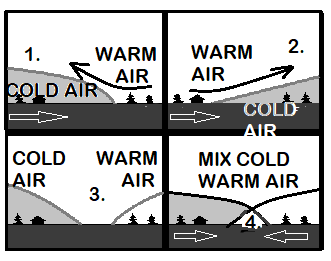 1.
WARM
AIR
COLD AIR
WARM
AIR
2.
COLD
AIR
COLD
AIR
WARM
AIR
3.
MIX COLD
WARM AIR
4.